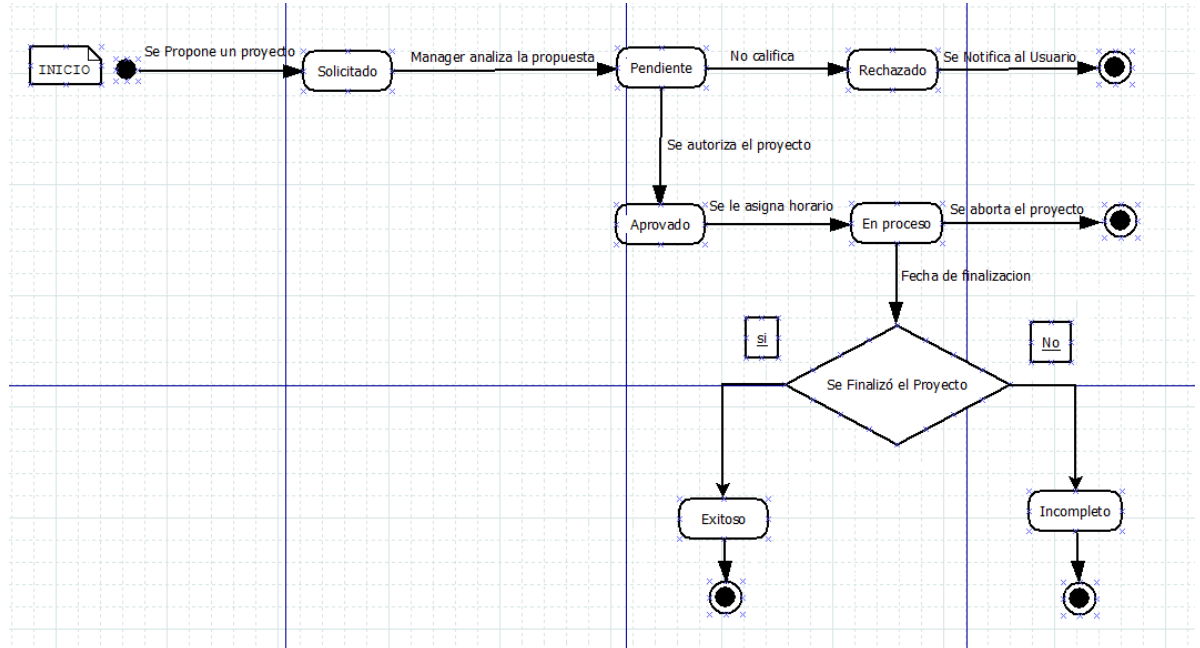 INICIO
Se Propone un proyecto
Solicitado
Manager analiza la propuesta
Pendiente
No califica
Rechazado
Se Notifica al Usuario
Se autoriza el proyecto
Aprovado
Se le asigna horario
En proceso
Se aborta el proyecto
Fecha de finalizacion
si
No
Se Finalizó el Proyecto
Exitoso
Incompleto